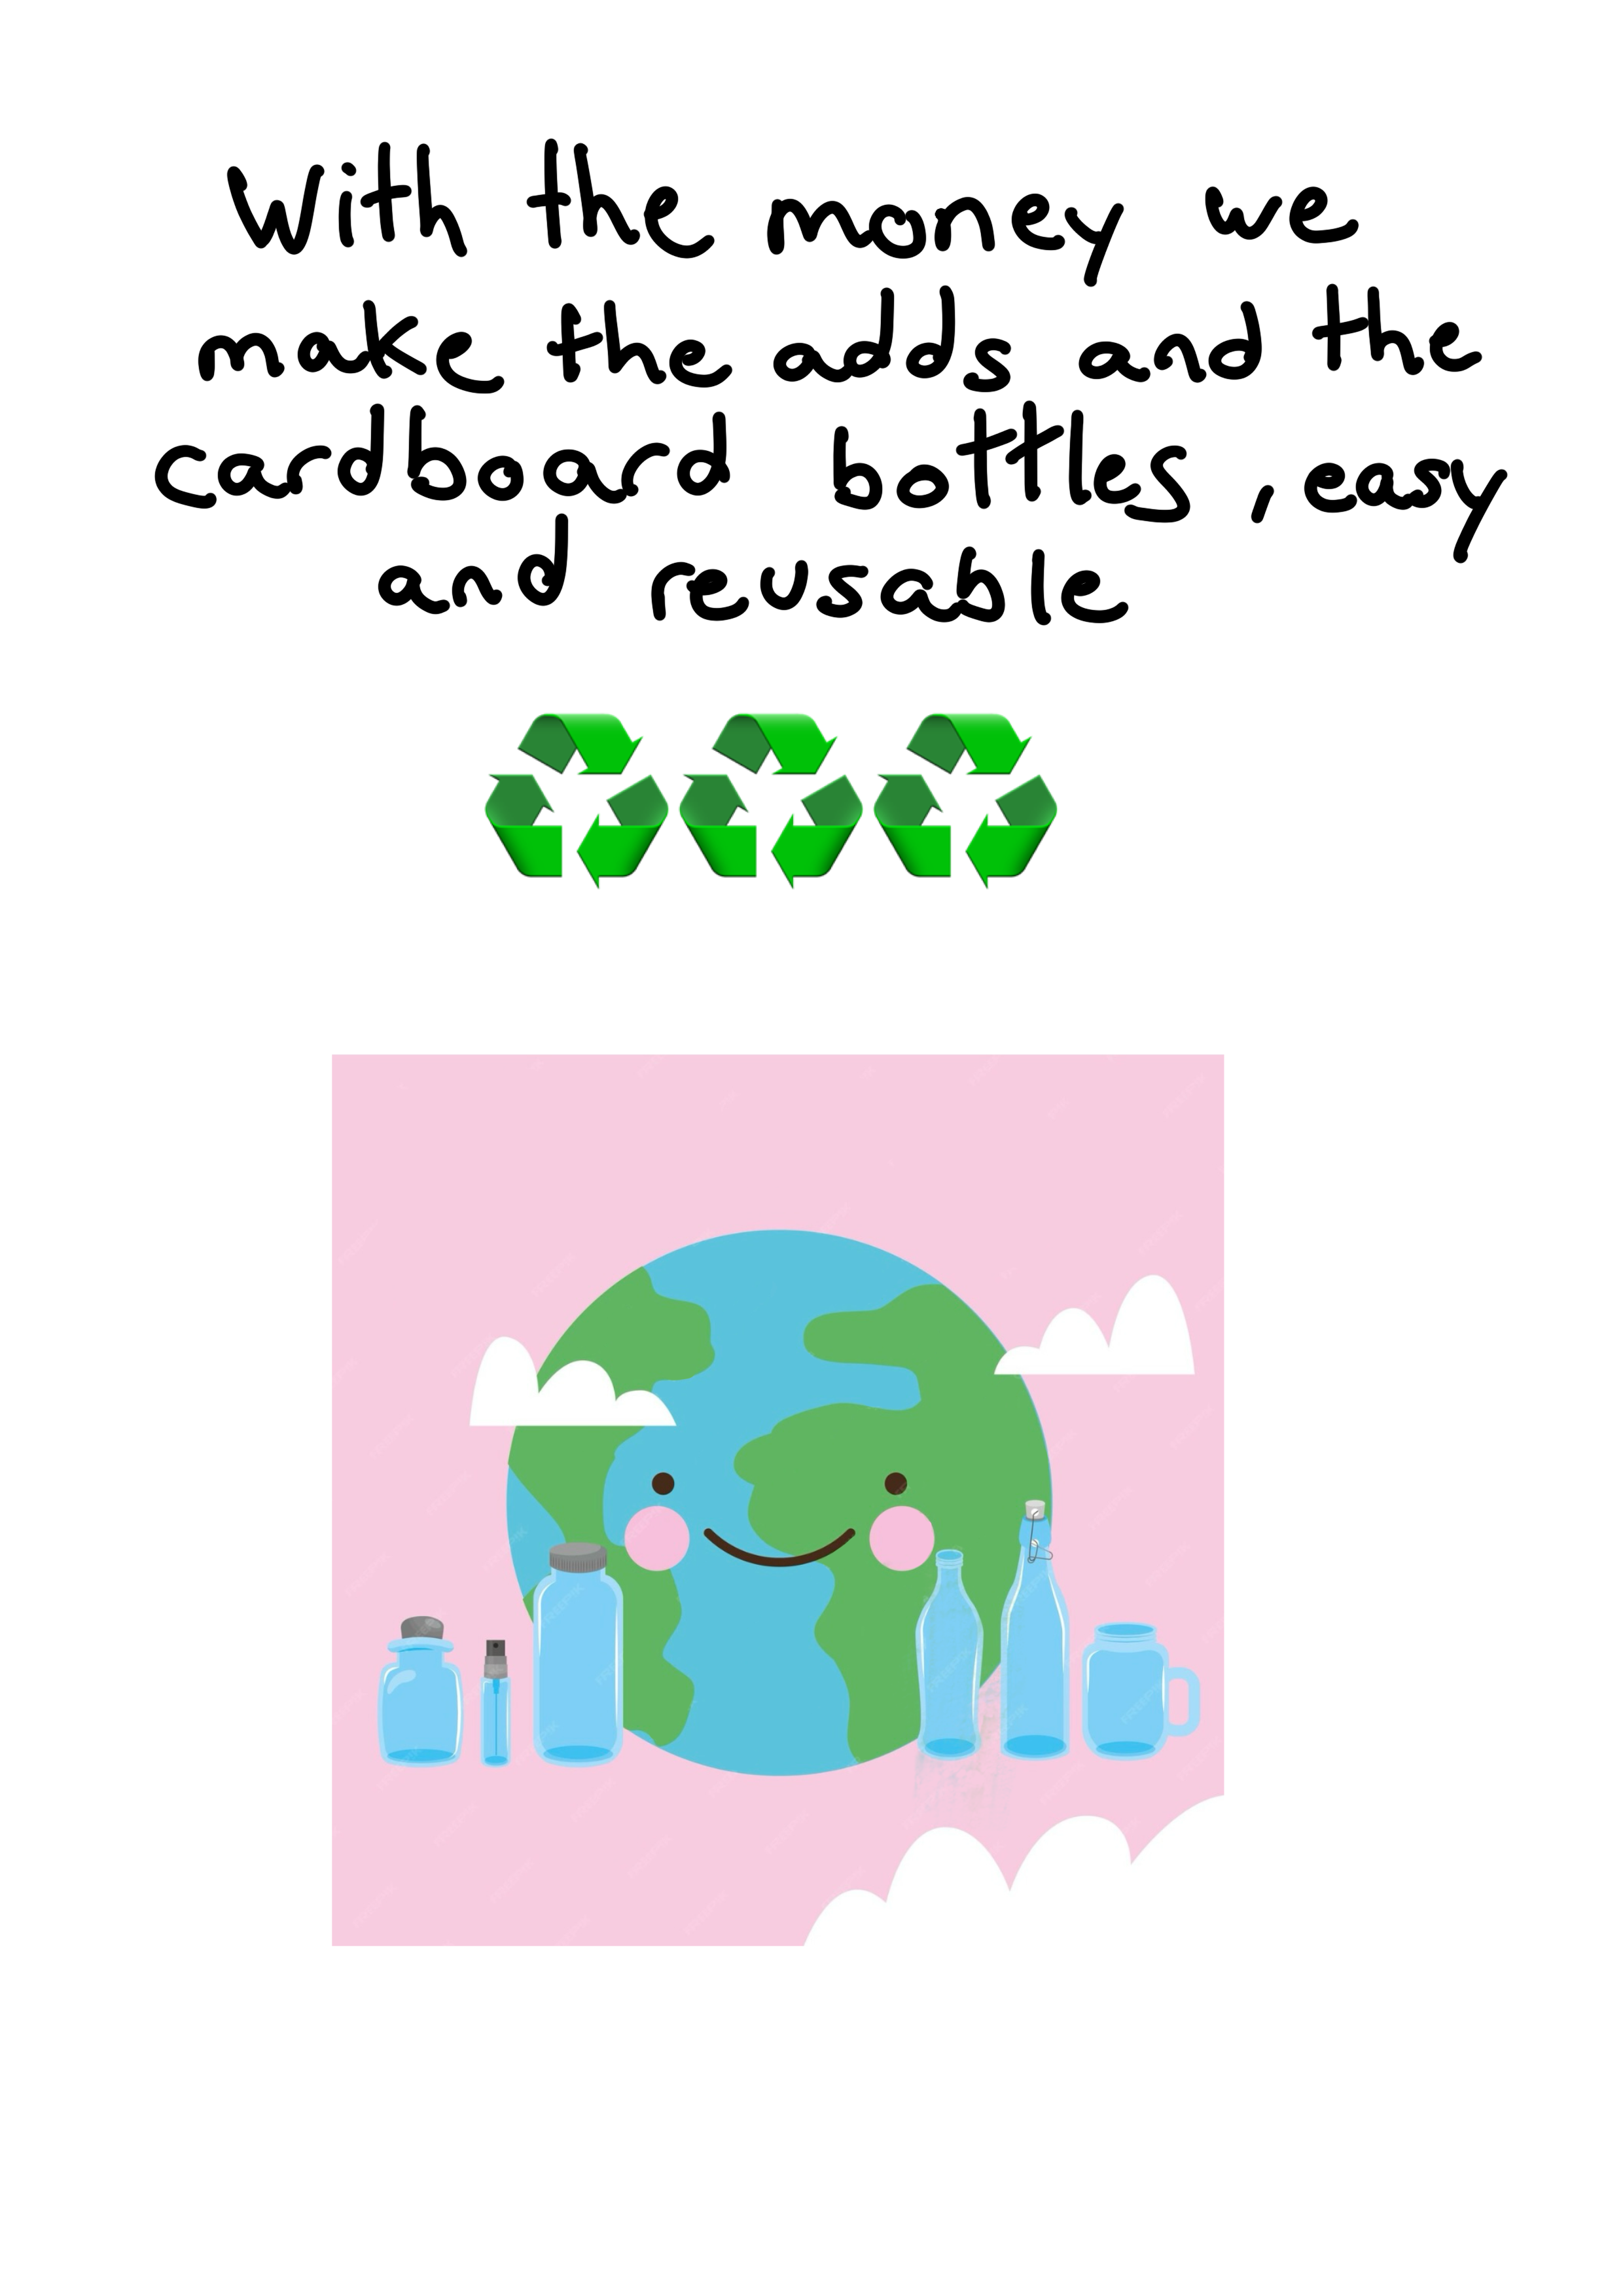 With the money we
make the adds and the
cardboard bottles, easy
and reusable